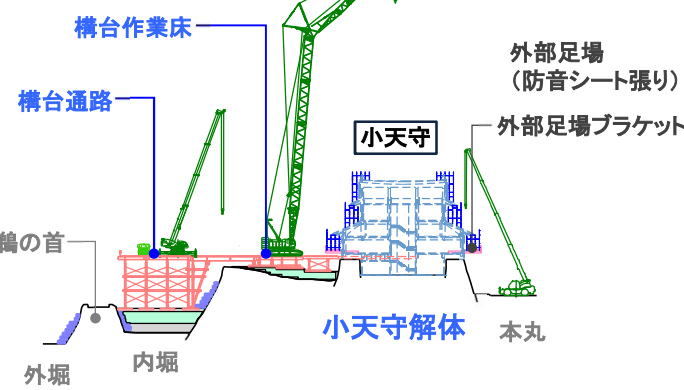 構台作業床
外部足場
（防音シート張り）
構台通路
外部足場ブラケット
小天守
鵜の首
小天守解体
本丸
内堀
外堀